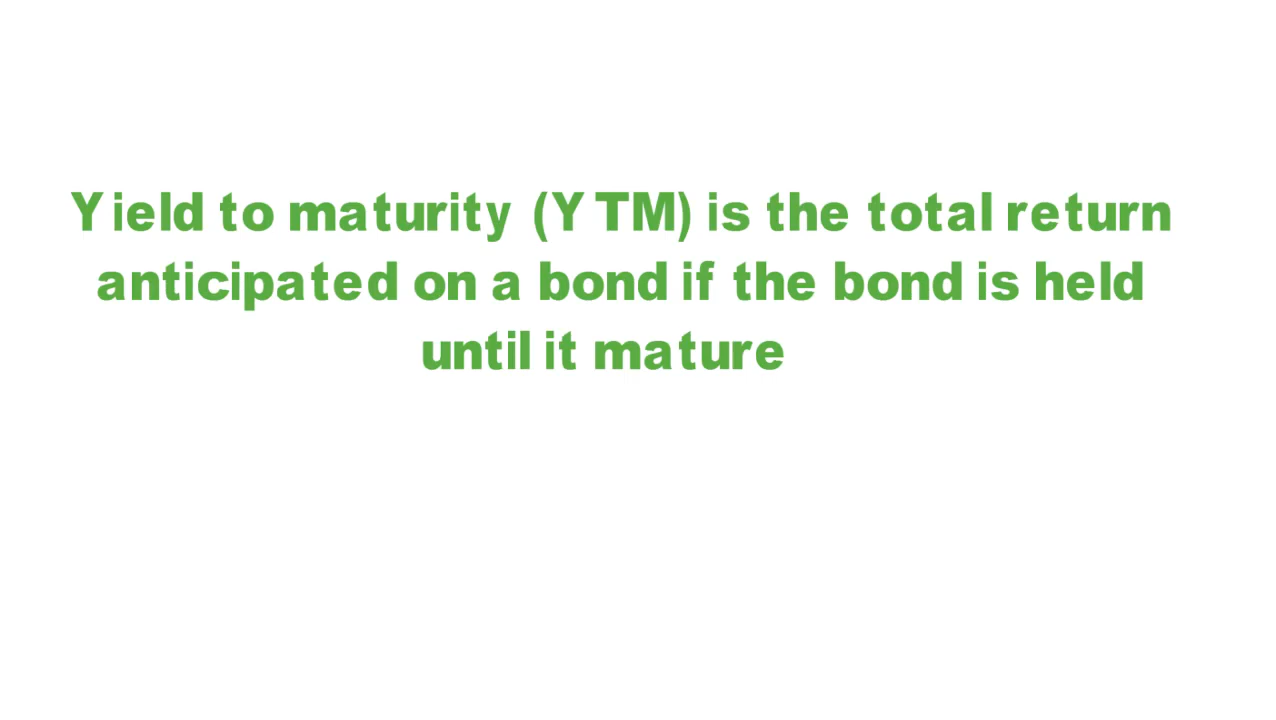 Yield to maturity (YTM) is the total return
anticipated on a bond if the bond is held
until it mature